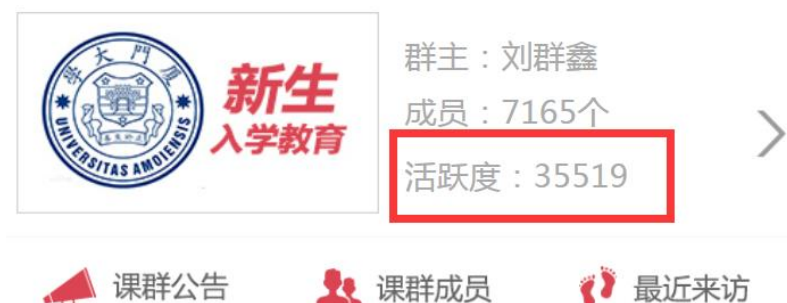 廈門大學
UNIVERSITAS AMOIENSIS
新生
入学教育
群主：刘群鑫
成员：7165个
活跃度：35519
课群公告
课群成员
最近来访